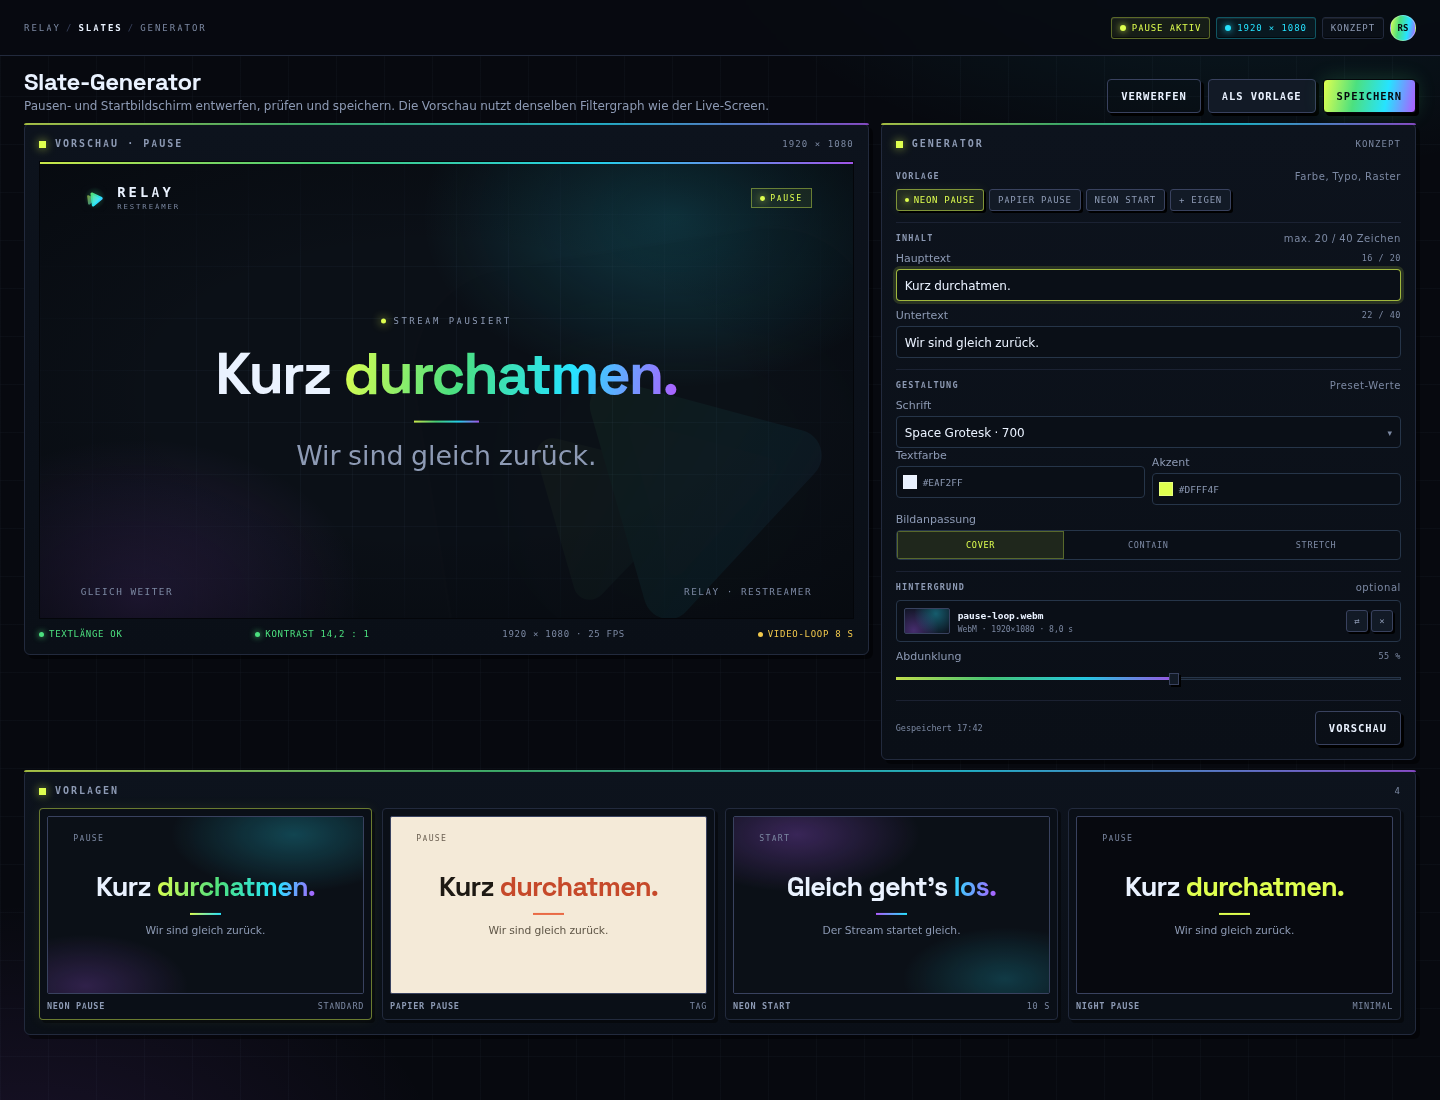 RELAY / SLATES / GENERATOR
PAUSE AKTIV
1920 × 1080
KONZEPT
RS
Slate-Generator
Pausen- und Startbildschirm entwerfen, prüfen und speichern. Die Vorschau nutzt denselben Filtergraph wie der Live-Screen.
VERWERFEN
ALS VORLAGE
SPEICHERN
VORSCHAU · PAUSE
1920 × 1080
RELAY
RESTREAMER
PAUSE
STREAM PAUSIERT
Kurz durchatmen.
Wir sind gleich zurück.
GLEICH WEITER
RELAY · RESTREAMER
TEXTLÄNGE OK
KONTRAST 14,2 : 1
1920 × 1080 · 25 FPS
VIDEO-LOOP 8 S
GENERATOR
KONZEPT
VORLAGE
Farbe, Typo, Raster
NEON PAUSE
PAPIER PAUSE
NEON START
+ EIGEN
INHALT
max. 20 / 40 Zeichen
Haupttext
16 / 20
Kurz durchatmen.
Untertext
22 / 40
Wir sind gleich zurück.
GESTALTUNG
Preset-Werte
Schrift
Space Grotesk · 700
Textfarbe
#EAF2FF
Akzent
#DFFF4F
Bildanpassung
COVER
CONTAIN
STRETCH
HINTERGRUND
optional
pause-loop.webm
WebM · 1920×1080 · 8,0 s
Abdunklung
55 %
Gespeichert 17:42
VORSCHAU
VORLAGEN
4
PAUSE
Kurz durchatmen.
Wir sind gleich zurück.
NEON PAUSE
STANDARD
PAUSE
Kurz durchatmen.
Wir sind gleich zurück.
PAPIER PAUSE
TAG
START
Gleich geht’s los.
Der Stream startet gleich.
NEON START
10 S
PAUSE
Kurz durchatmen.
Wir sind gleich zurück.
NIGHT PAUSE
MINIMAL